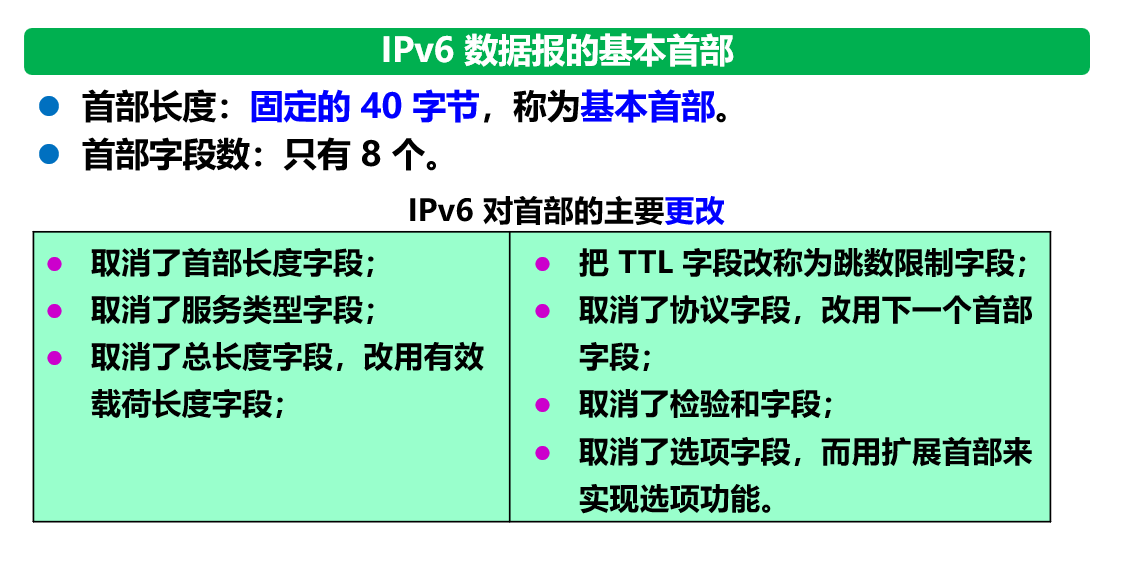 IPv6 数据报的基本首部
首部长度：固定的 40 字节，称为基本首部。
首部字段数：只有 8 个。
IPv6 对首部的主要更改
取消了首部长度字段；
取消了服务类型字段；
取消了总长度字段，改用有效
载荷长度字段；
把 TTL 字段改称为跳数限制字段；
取消了协议字段，改用下一个首部
字段；
取消了检验和字段；
取消了选项字段，而用扩展首部来
实现选项功能。